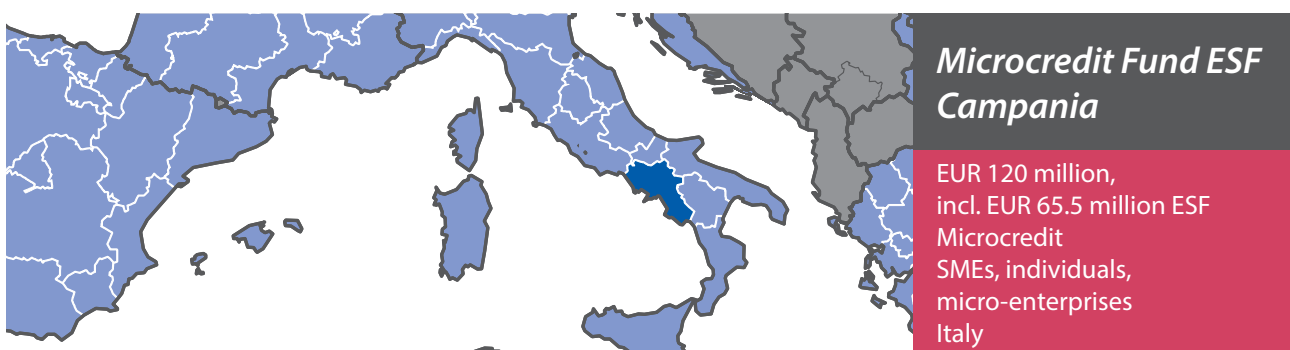 Microcredit Fund ESF
Campania
EUR 120 million,
incl. EUR 65.5 million ESF
Microcredit
SMEs, individuals,
micro-enterprises
Italy